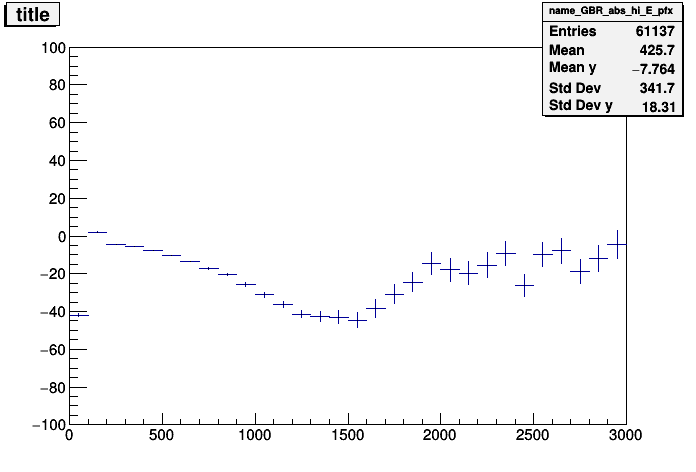 title
name_GBR_abs_hi_E_pfx
Entries 61137
Mean 425.7
Mean y −7.764
Std Dev 341.7
Std Dev y 18.31
100
80
60
40
20
0
−20
−40
−60
−80
−100
0 500 1000 1500 2000 2500 3000